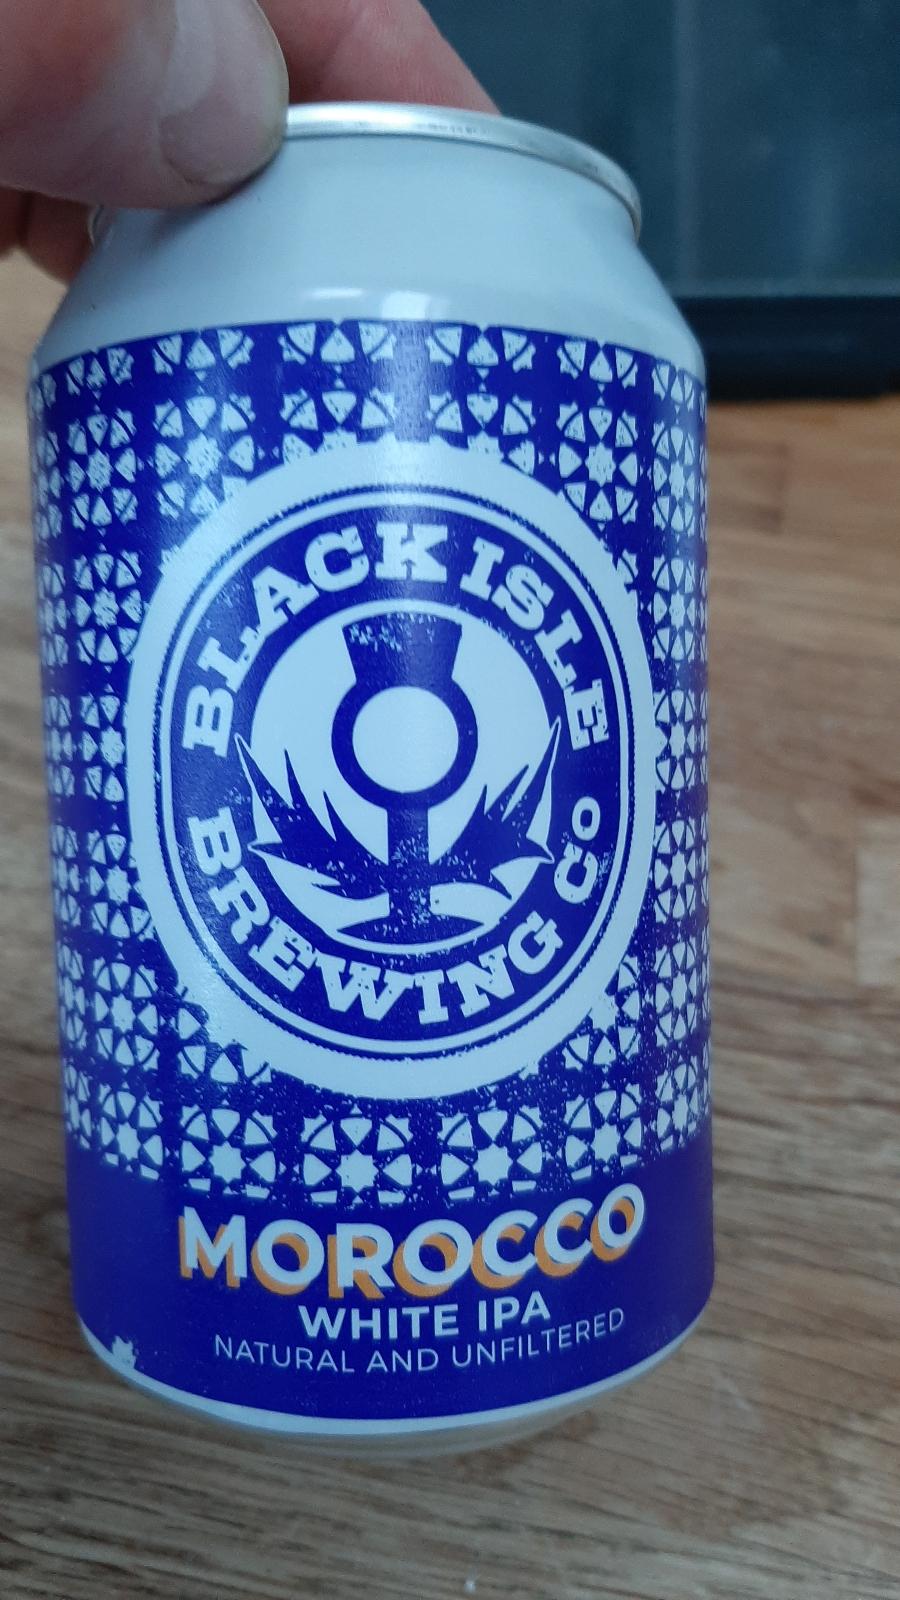 BLACK ISLE
BREWING CO
MOROCCO
WHITE IPA
NATURAL AND UNFILTERED